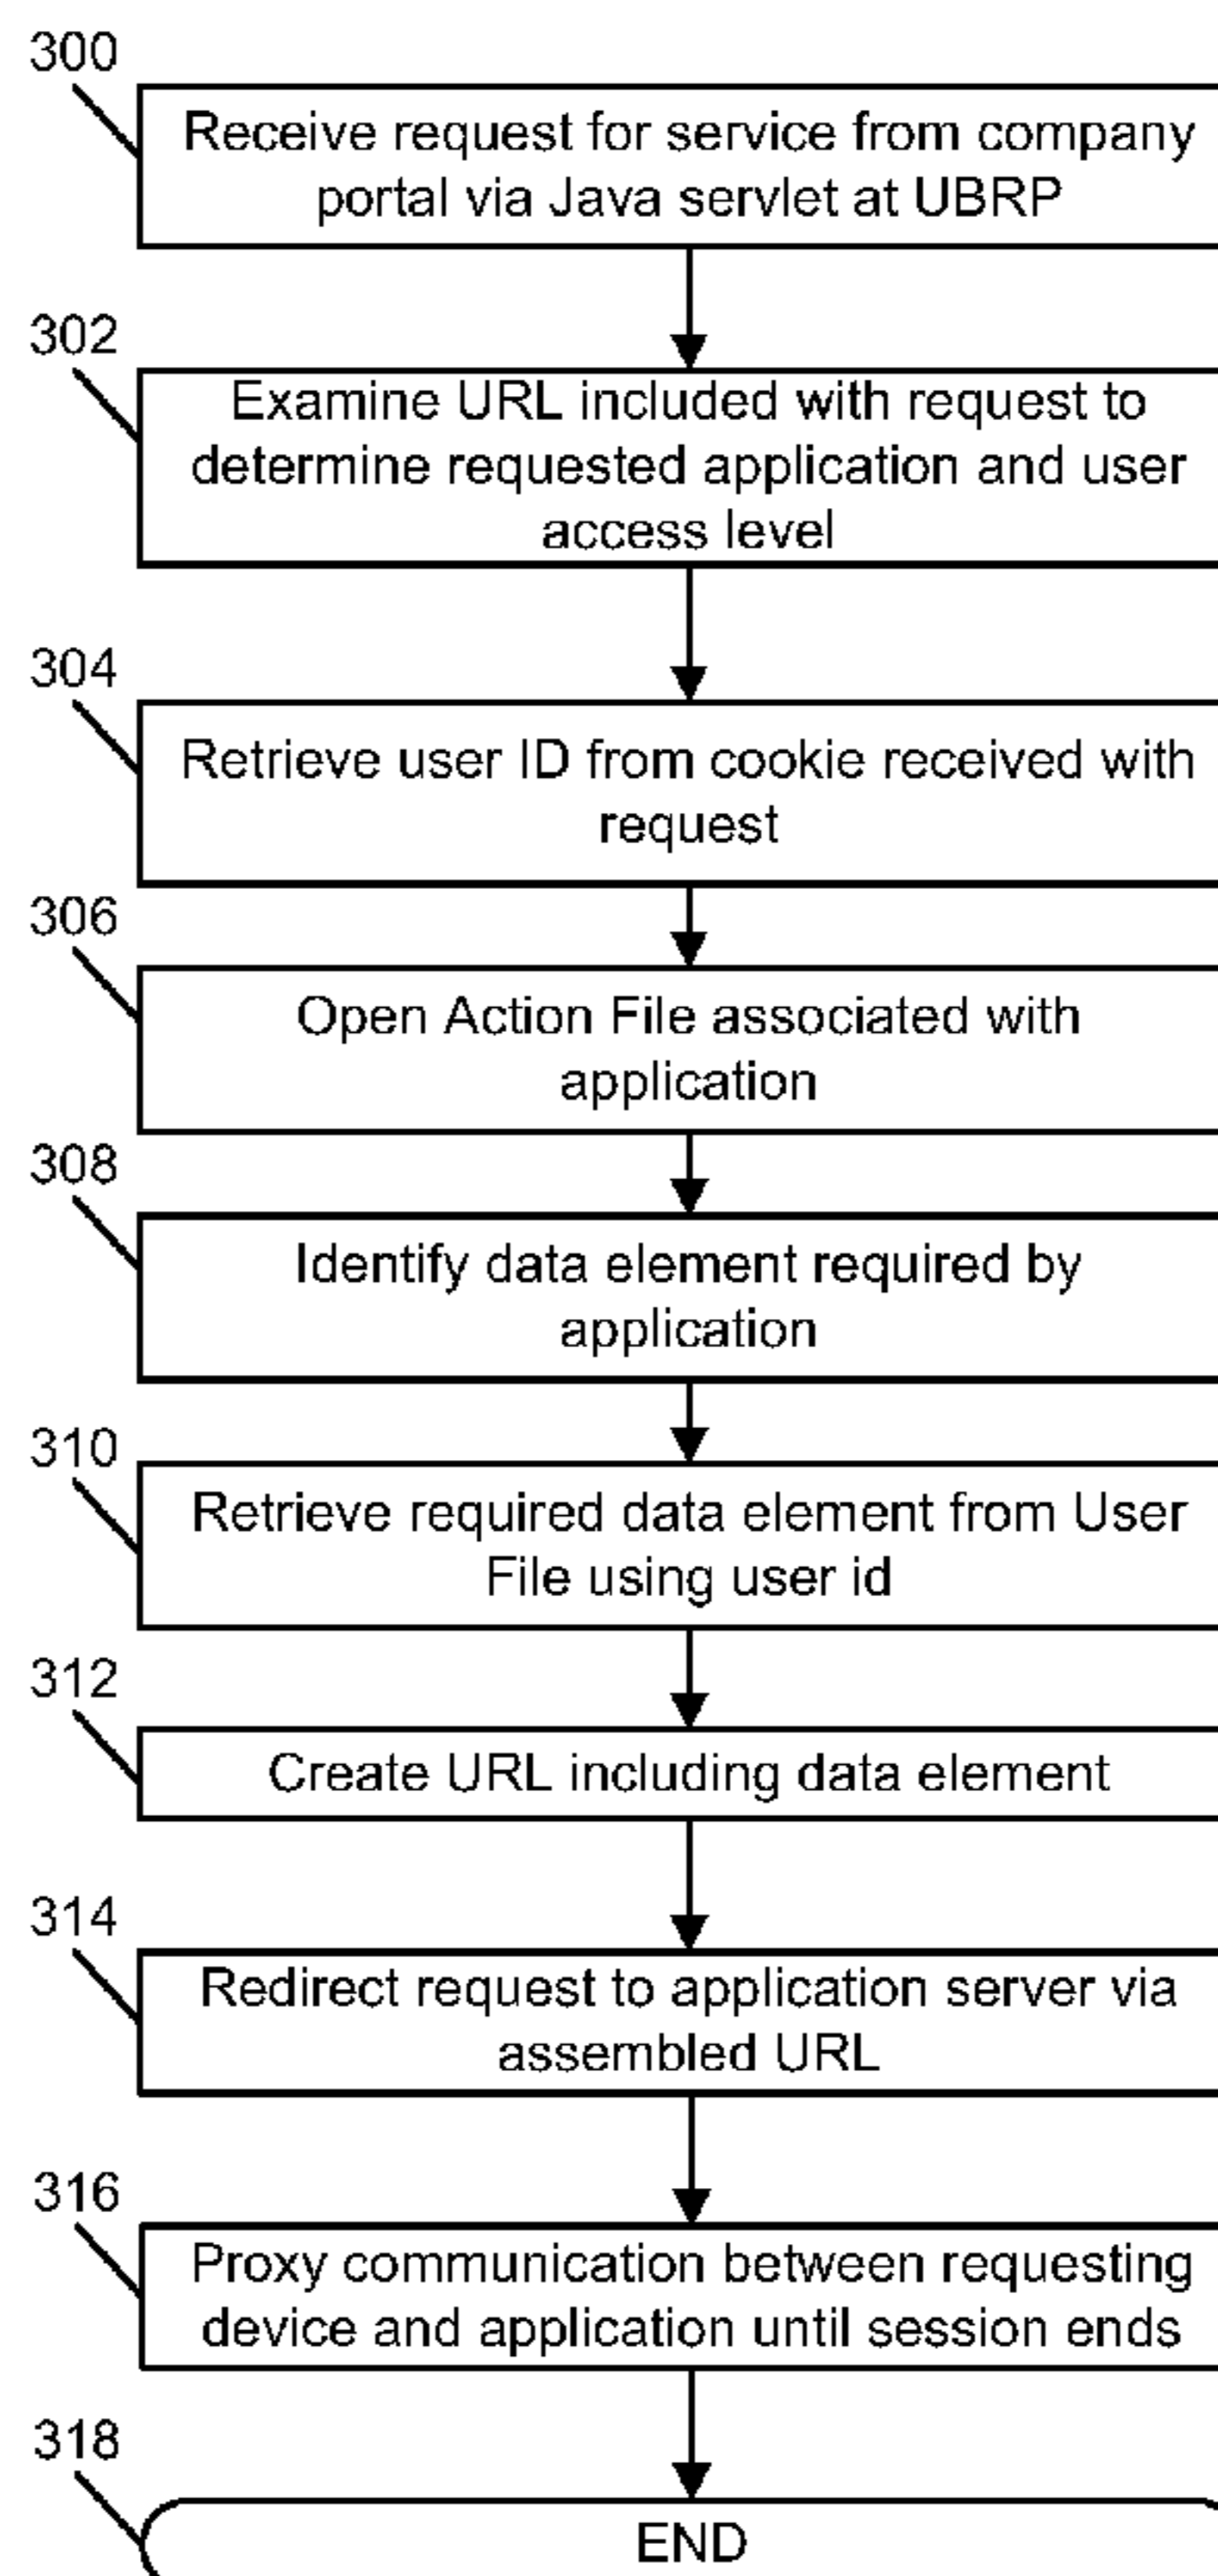 300
Receive request for service from company
portal via Java servlet at UBRP
302
Examine URL included with request to
determine requested application and user
access level
304
Retrieve user ID from cookie received with
request
306
Open Action File associated with
application
308
Identify data element required by
application
310
Retrieve required data element from User
File using user id
312
Create URL including data element
314
Redirect request to application server via
assembled URL
316
Proxy communication between requesting
device and application until session ends
318
END